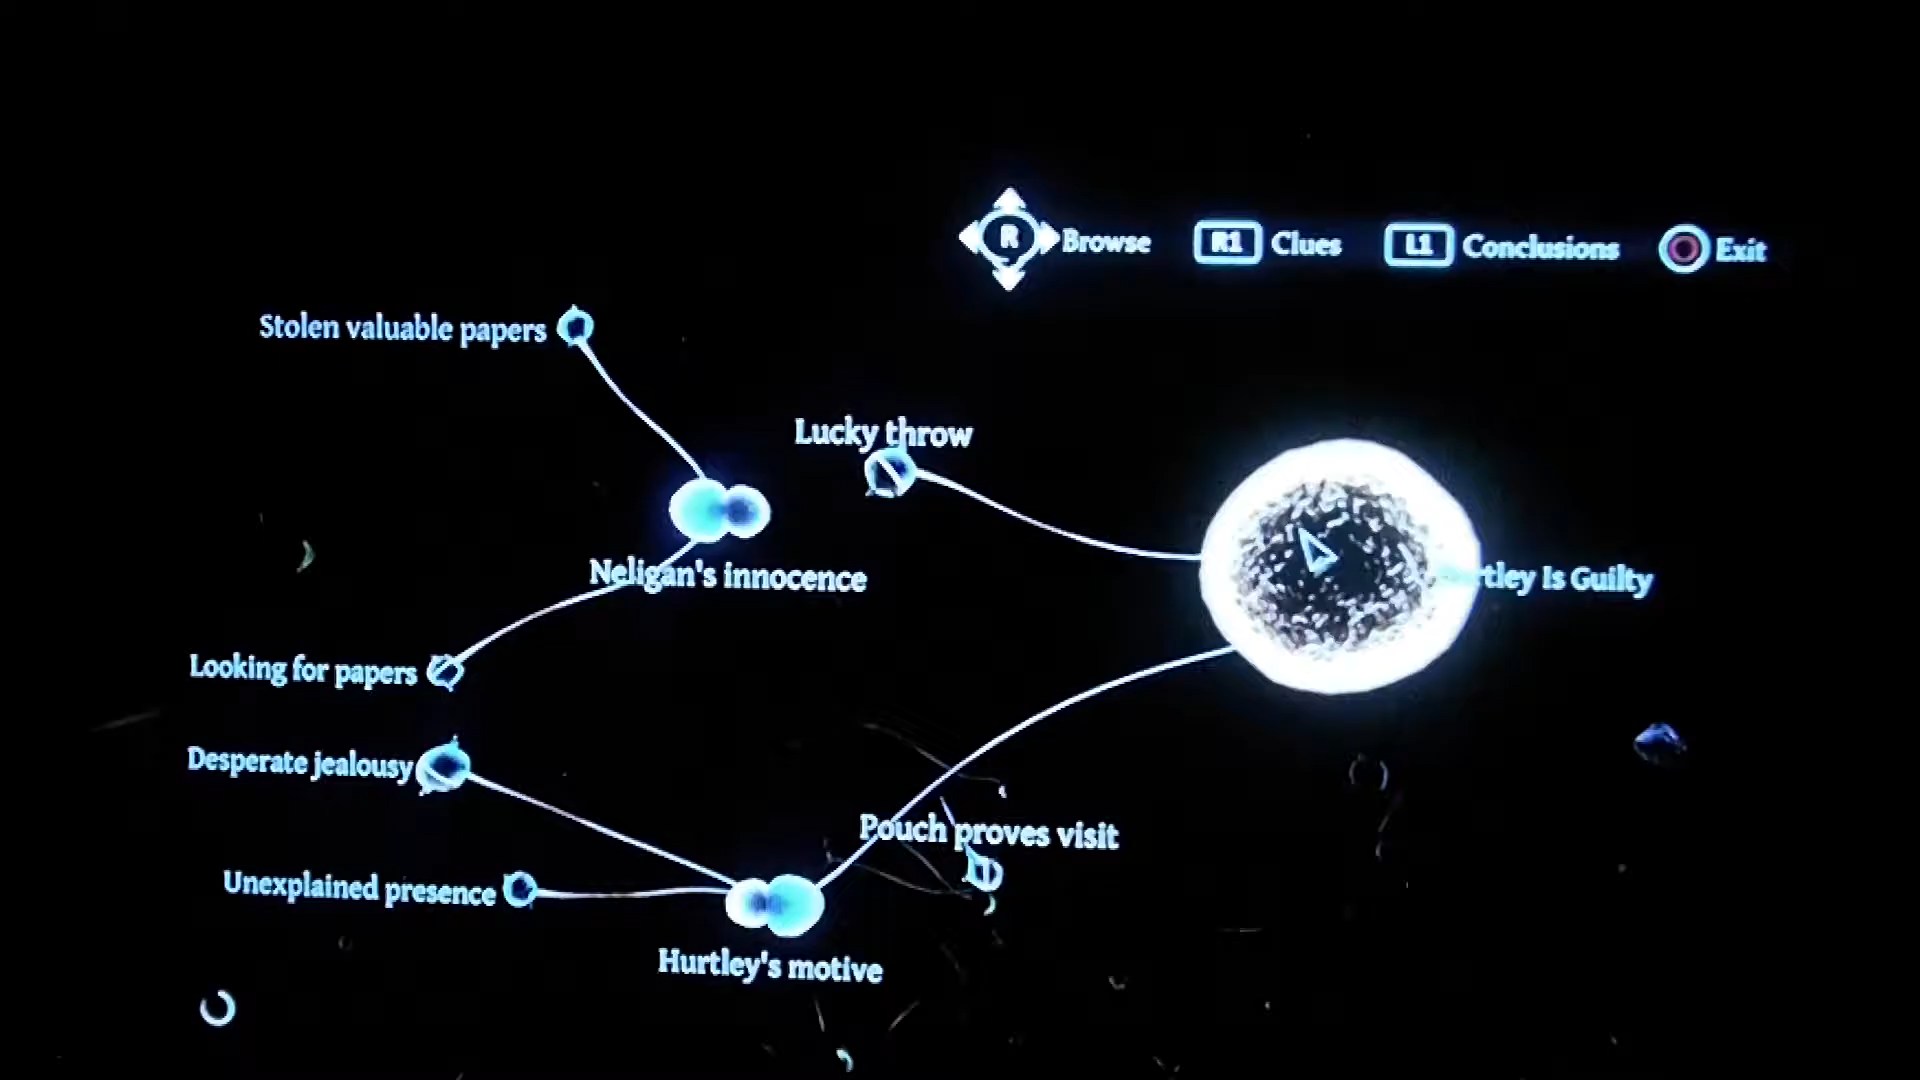 R Browse R1 Clues L1 Conclusions Exit
Stolen valuable papers
Lucky throw
Neligan's innocence
tley Is Guilty
Looking for papers
Desperate jealousy
Pouch proves visit
Unexplained presence
Hurtley's motive